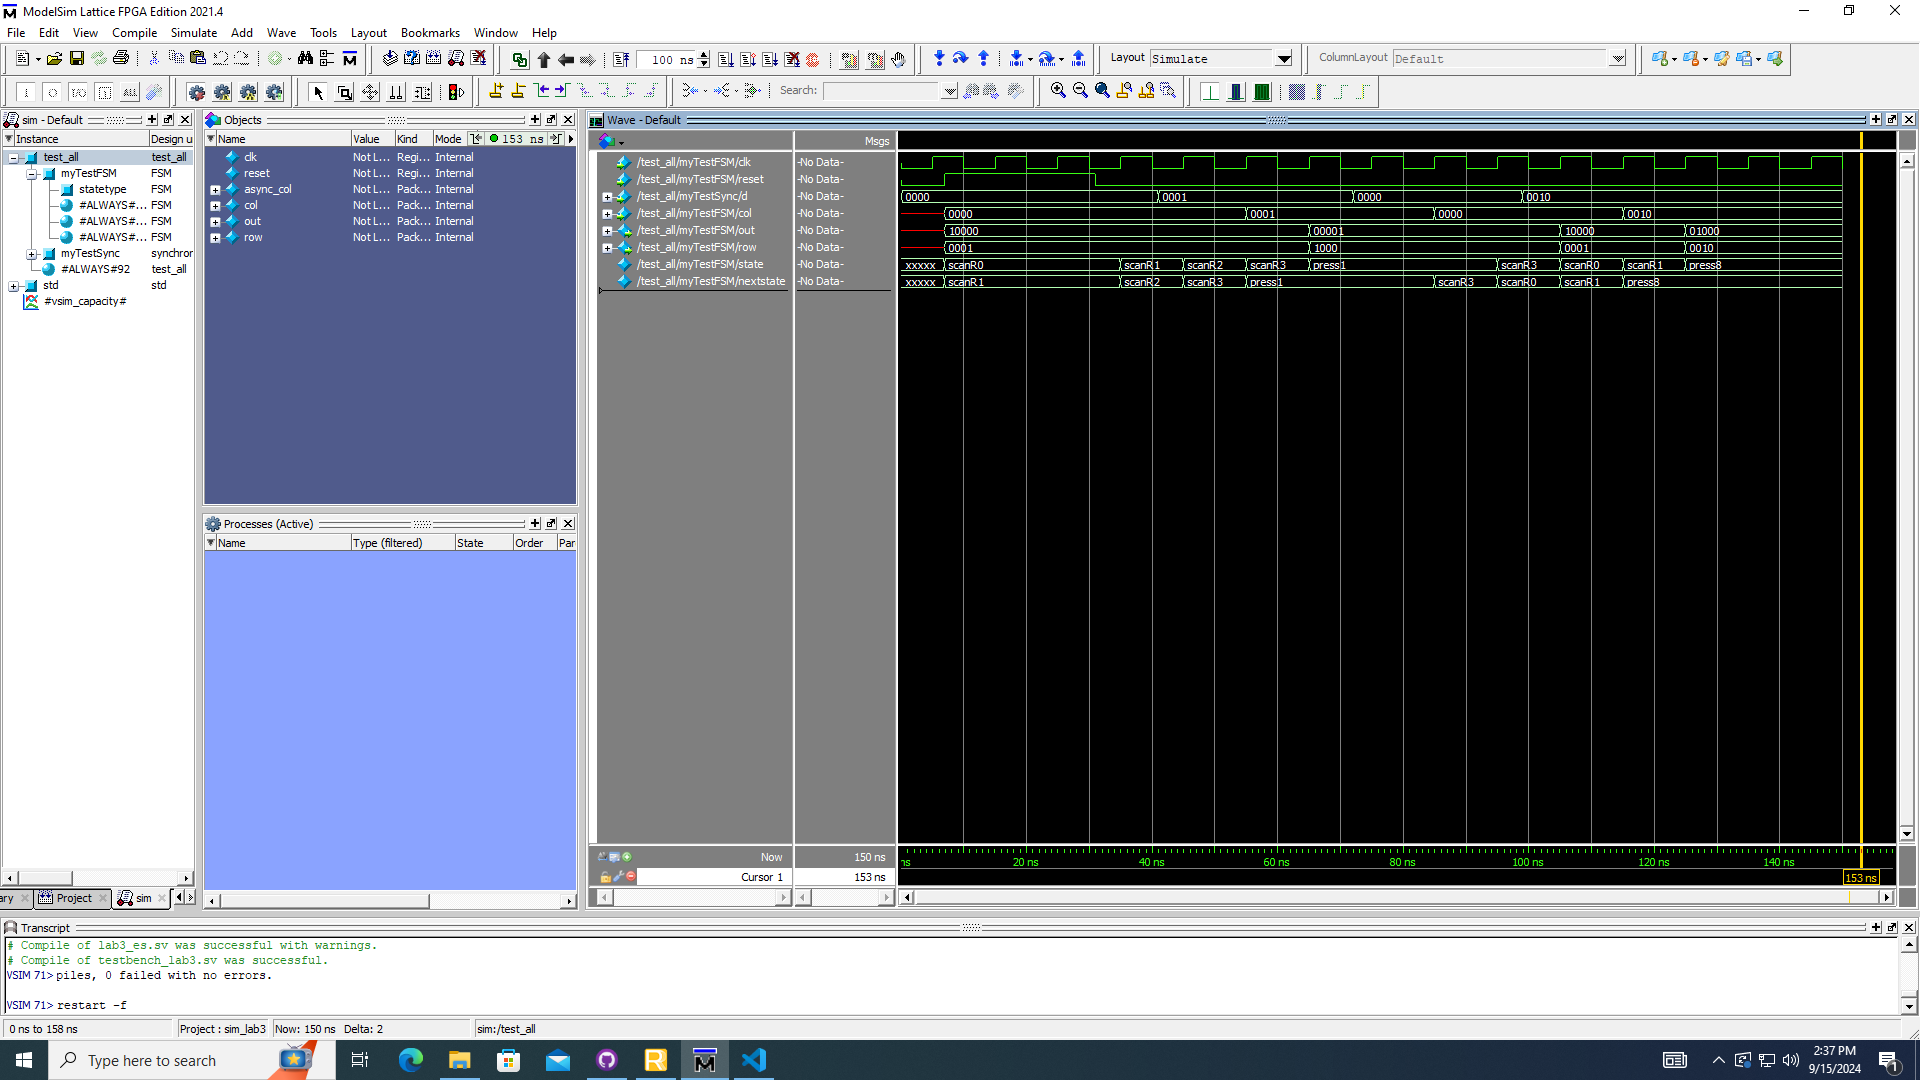 ModelSim Lattice FPGA Edition 2021.4
File Edit View Compile Simulate Add Wave Tools Layout Bookmarks Window Help
100 ns
Layout Simulate
ColumnLayout Default
Search:
sim - Default
Instance Design u
test_all test_all
myTestFSM FSM
statetype FSM
#ALWAYS#... FSM
#ALWAYS#... FSM
#ALWAYS#... FSM
myTestSync synchror
#ALWAYS#92 test_all
std std
#vsim_capacity#
ary Project sim
Objects
Name Value Kind Mode 153 ns
clk Not L... Regi... Internal
reset Not L... Regi... Internal
async_col Not L... Pack... Internal
col Not L... Pack... Internal
out Not L... Pack... Internal
row Not L... Pack... Internal
Processes (Active)
Name Type (filtered) State Order Par
Wave - Default
Msgs
/test_all/myTestFSM/clk -No Data-
/test_all/myTestFSM/reset -No Data-
/test_all/myTestSync/d -No Data- 0000 0001 0000 0010
/test_all/myTestFSM/col -No Data- 0000 0001 0000 0010
/test_all/myTestFSM/out -No Data- 10000 00001 10000 01000
/test_all/myTestFSM/row -No Data- 0001 1000 0001 0010
/test_all/myTestFSM/state -No Data- xxxxx scanR0 scanR1 scanR2 scanR3 press1 scanR3 scanR0 scanR1 press8
/test_all/myTestFSM/nextstate -No Data- xxxxx scanR1 scanR2 scanR3 press1 scanR3 scanR0 scanR1 press8
Now 150 ns ns 20 ns 40 ns 60 ns 80 ns 100 ns 120 ns 140 ns
Cursor 1 153 ns 153 ns
Transcript
# Compile of lab3_es.sv was successful with warnings.
# Compile of testbench_lab3.sv was successful.
VSIM 71> piles, 0 failed with no errors.
VSIM 71> restart -f
0 ns to 158 ns Project : sim_lab3 Now: 150 ns Delta: 2 sim:/test_all
Type here to search
2:37 PM
9/15/2024
1